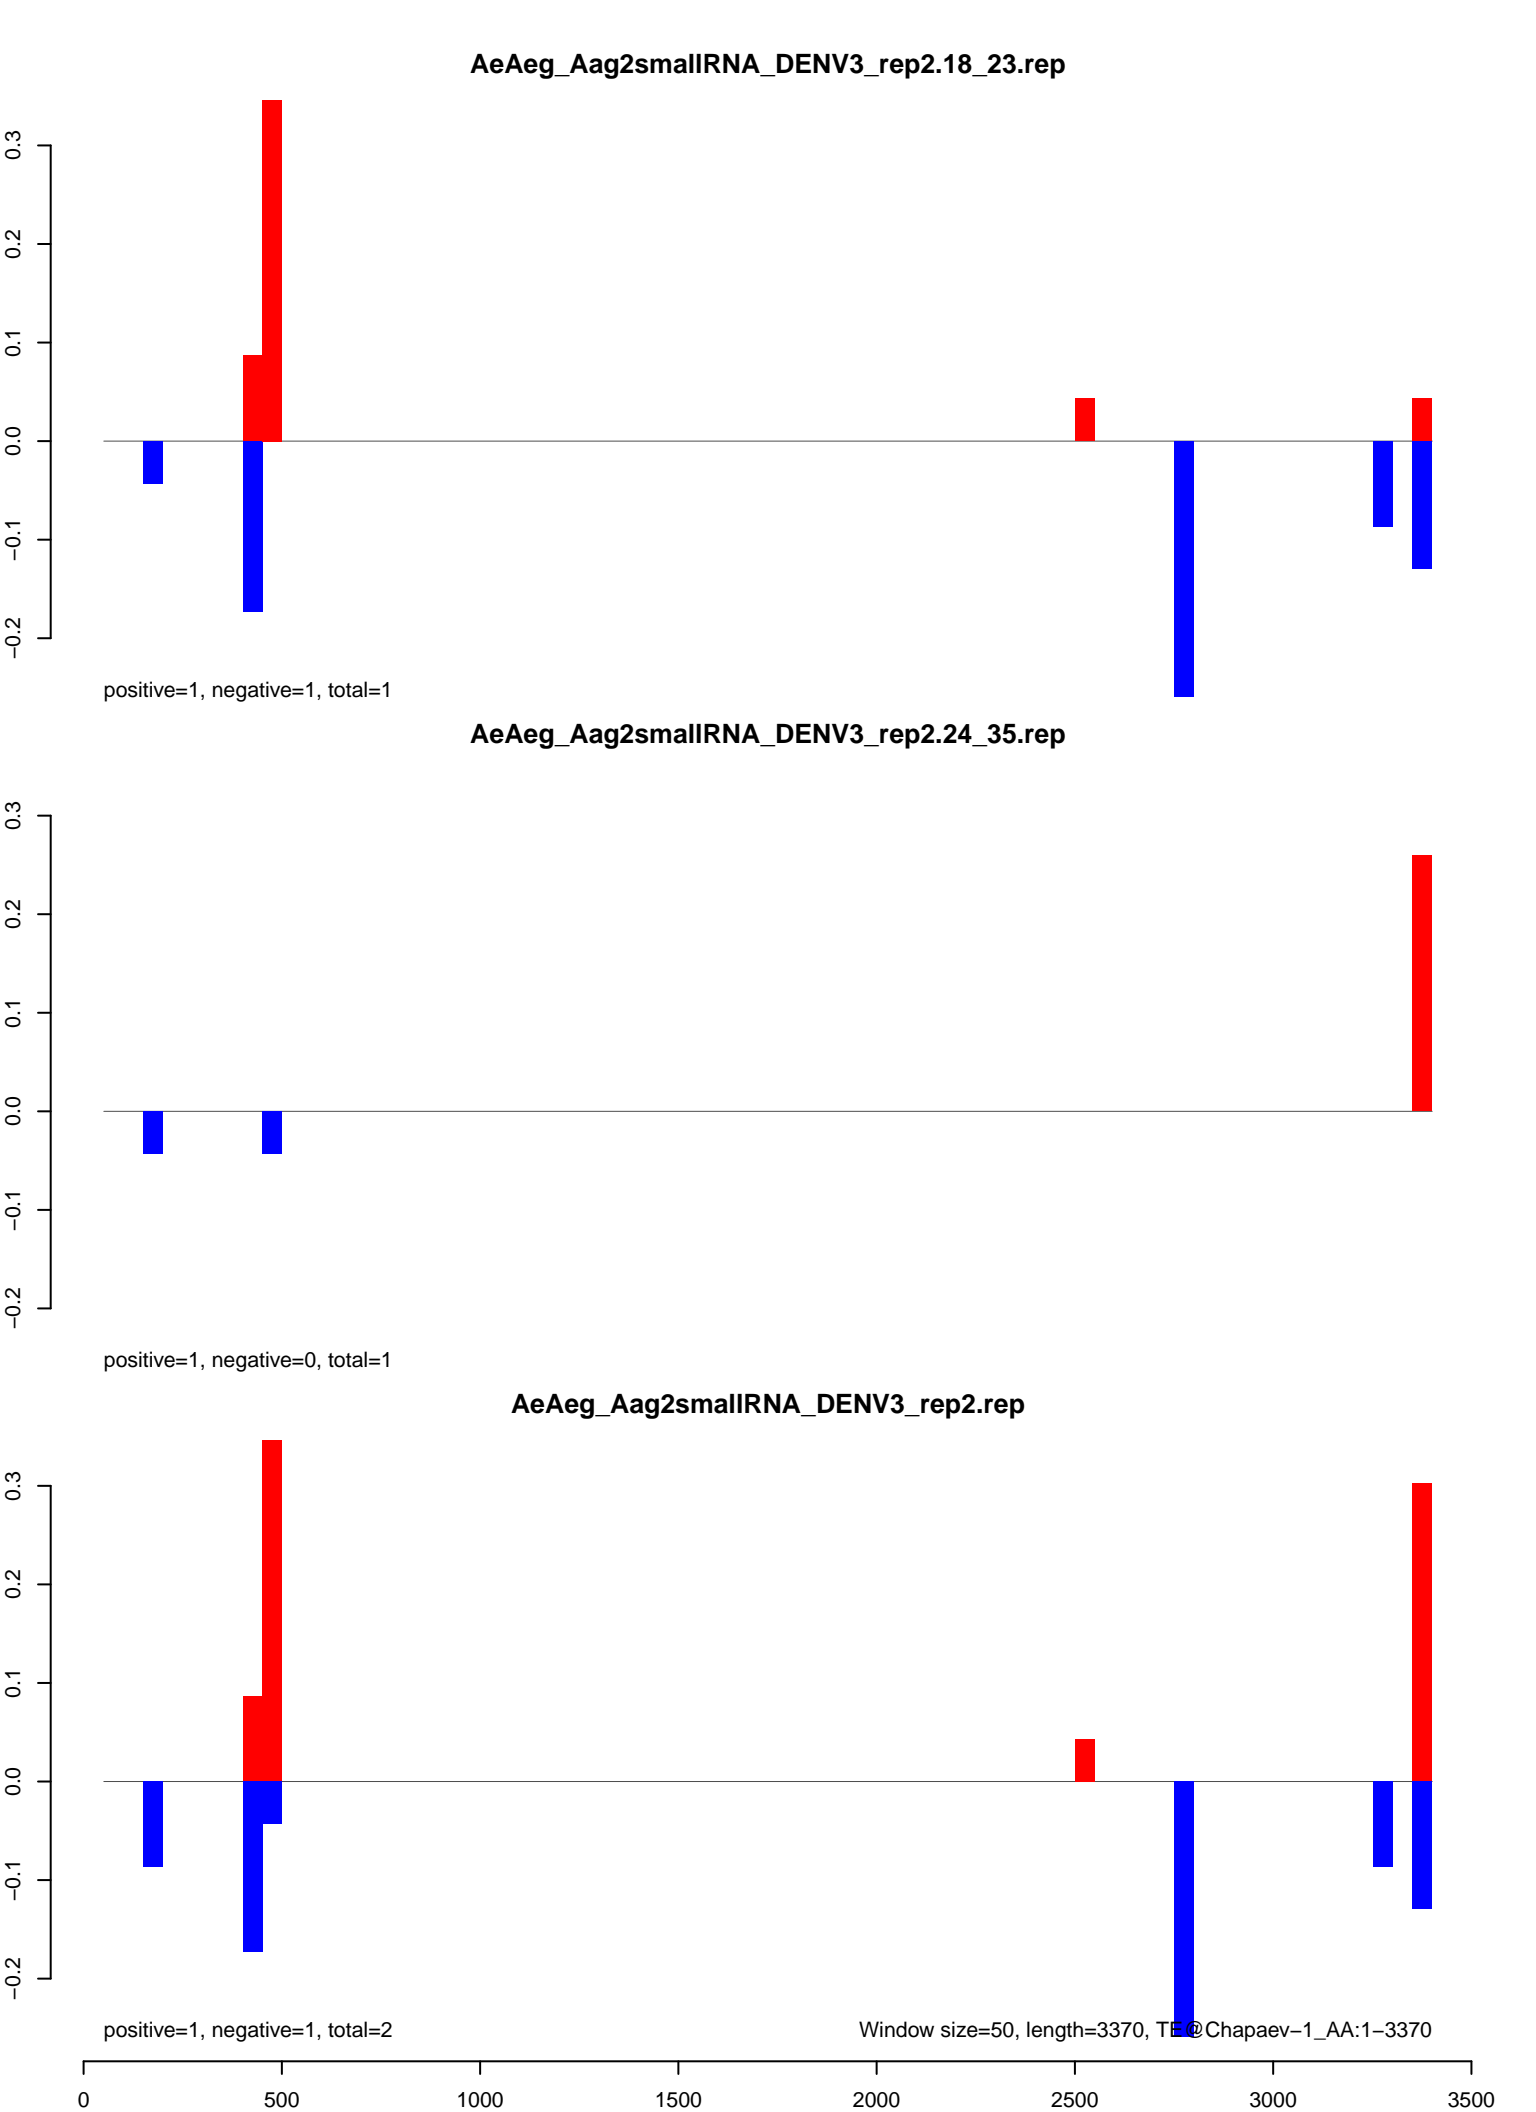 AeAeg_Aag2smallRNA_DENV3_rep2.18_23.rep
0.3
0.2
0.1
0.0
−0.1
−0.2
positive=1, negative=1, total=1
AeAeg_Aag2smallRNA_DENV3_rep2.24_35.rep
0.3
0.2
0.1
0.0
−0.1
−0.2
positive=1, negative=0, total=1
AeAeg_Aag2smallRNA_DENV3_rep2.rep
0.3
0.2
0.1
0.0
−0.1
−0.2
positive=1, negative=1, total=2
Window size=50, length=3370, TE@Chapaev−1_AA:1−3370
0 500 1000 1500 2000 2500 3000 3500